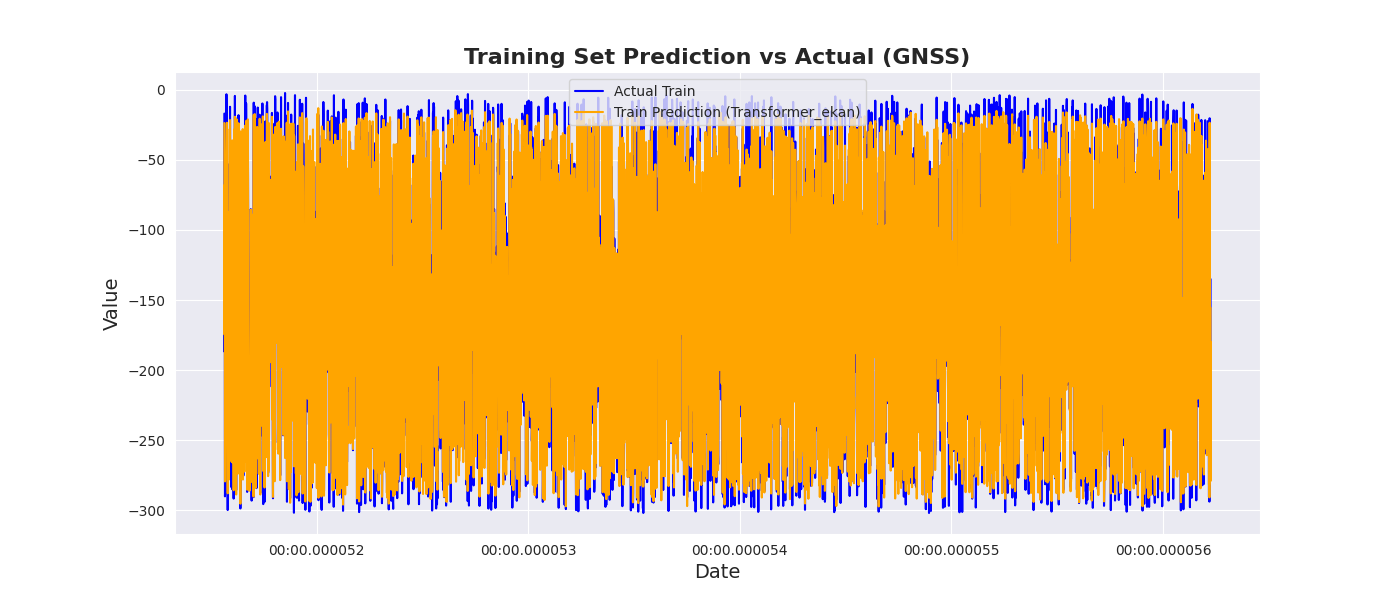 Training Set Prediction vs Actual (GNSS)
Actual Train
Train Prediction (Transformer_ekan)
Value
0
−50
−100
−150
−200
−250
−300
00:00.000052
00:00.000053
00:00.000054
00:00.000055
00:00.000056
Date